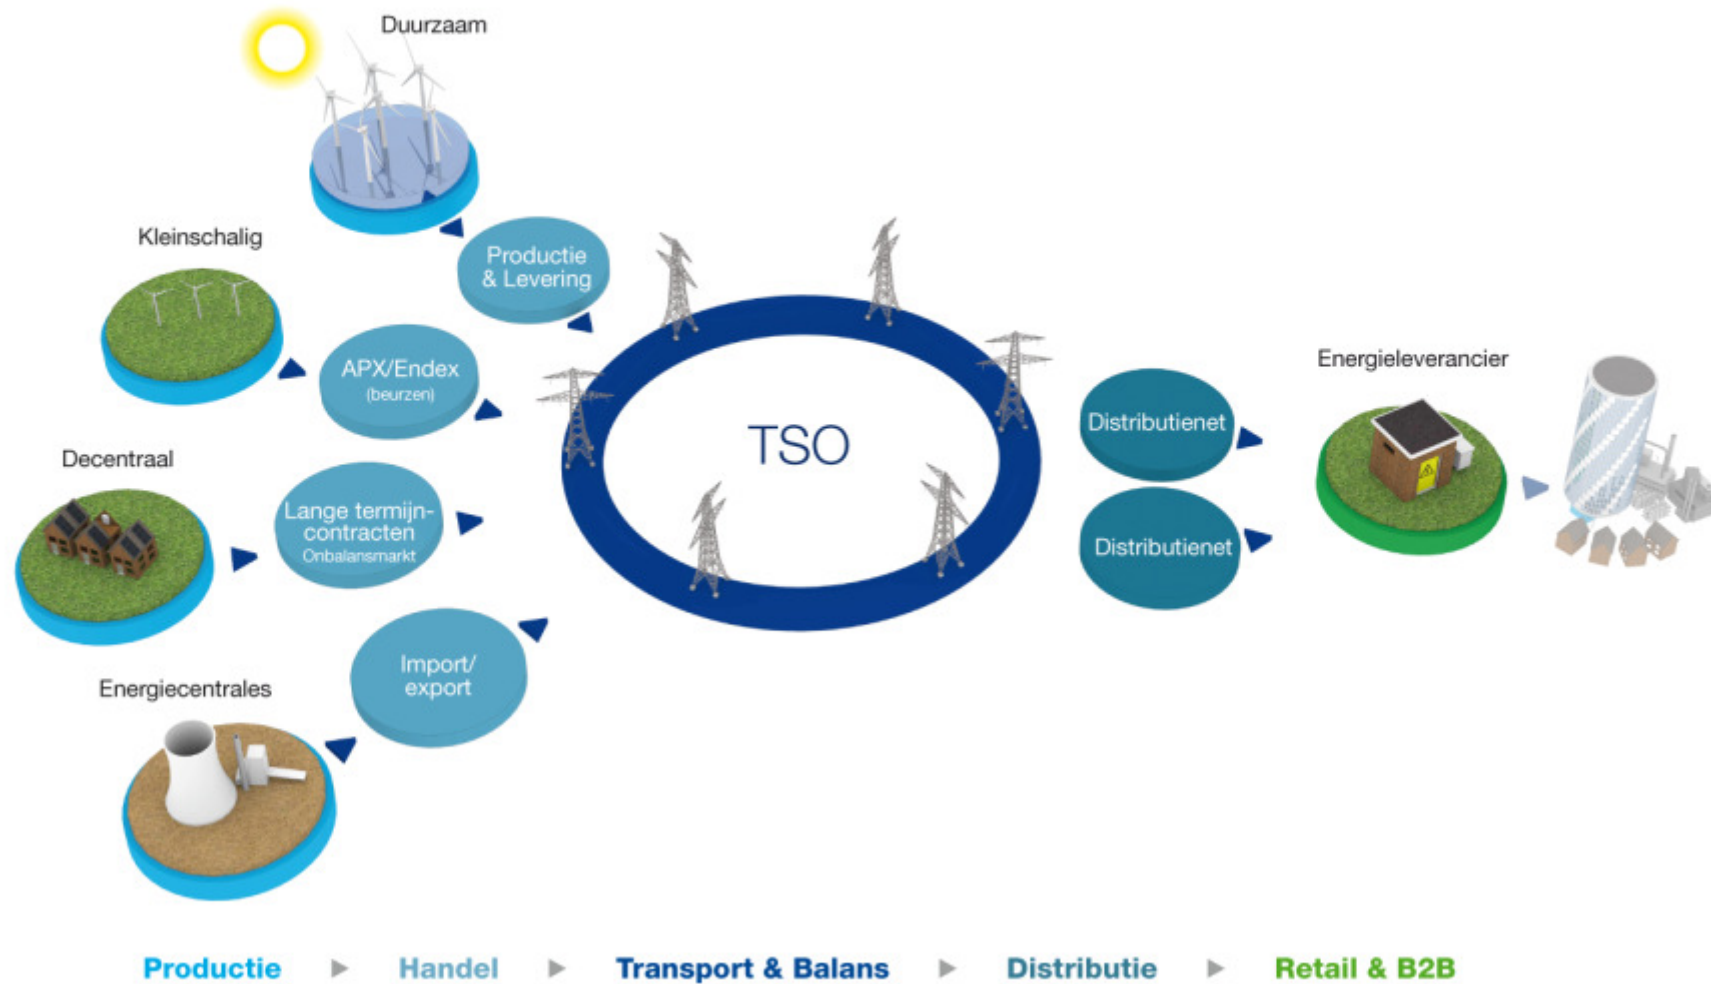 Duurzaam
Kleinschalig
Productie
& Levering
APX/Endex
(beurzen)
Decentraal
Lange termijn-
contracten
Onbalansmarkt
Energiecentrales
Import/
export
TSO
Distributienet
Distributienet
Energieleverancier
Productie Handel Transport & Balans Distributie Retail & B2B